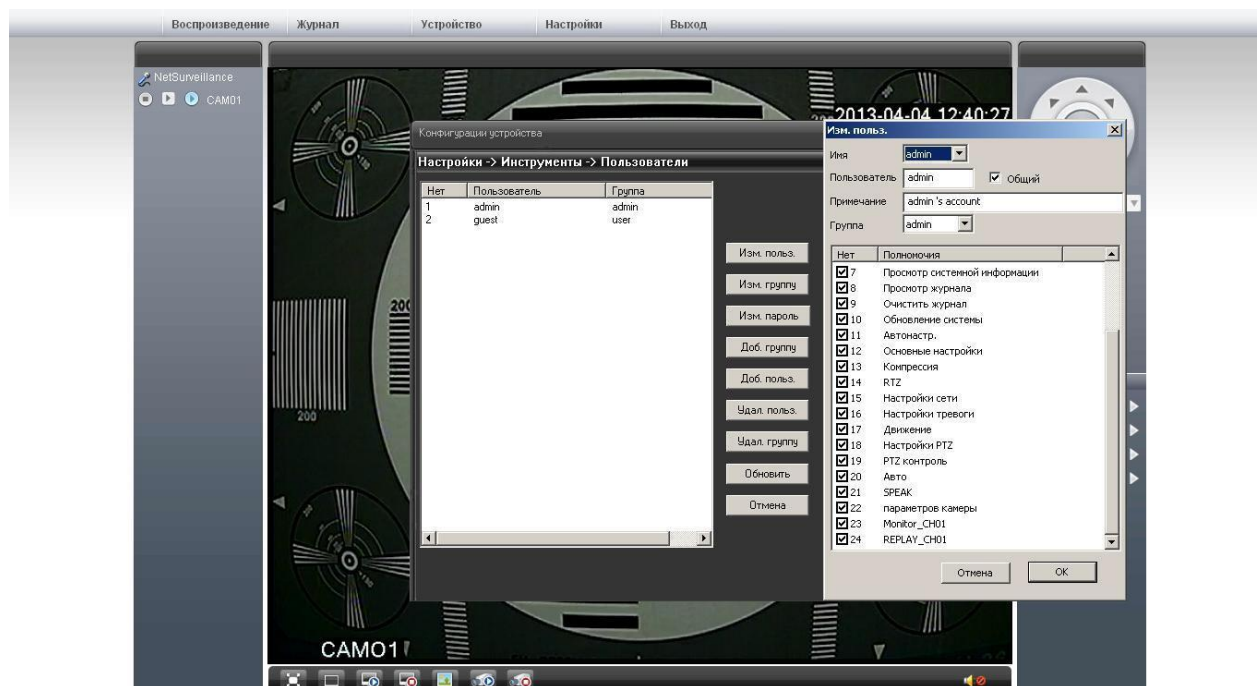 Воспроизведение Журнал Устройство Настройки Выход
NetSurveillance
CAM01
2013-04-04 12:40:27
200
200
CAM01
Конфигурации устройства
Настройки -> Инструменты -> Пользователи
Нет Пользователь Группа
1 admin admin
2 guest user
Изм. польз.
Изм. группу
Изм. пароль
Доб. группу
Доб. польз.
Удал. польз.
Удал. группу
Обновить
Отмена
Изм. польз.
Имя admin
Пользователь admin Общий
Примечание admin 's account
Группа admin
Нет Полномочия
7 Просмотр системной информации
8 Просмотр журнала
9 Очистить журнал
10 Обновление системы
11 Автонастр.
12 Основные настройки
13 Компрессия
14 RTZ
15 Настройки сети
16 Настройки тревоги
17 Движение
18 Настройки PTZ
19 PTZ контроль
20 Авто
21 SPEAK
22 параметров камеры
23 Monitor_CH01
24 REPLAY_CH01
Отмена OK